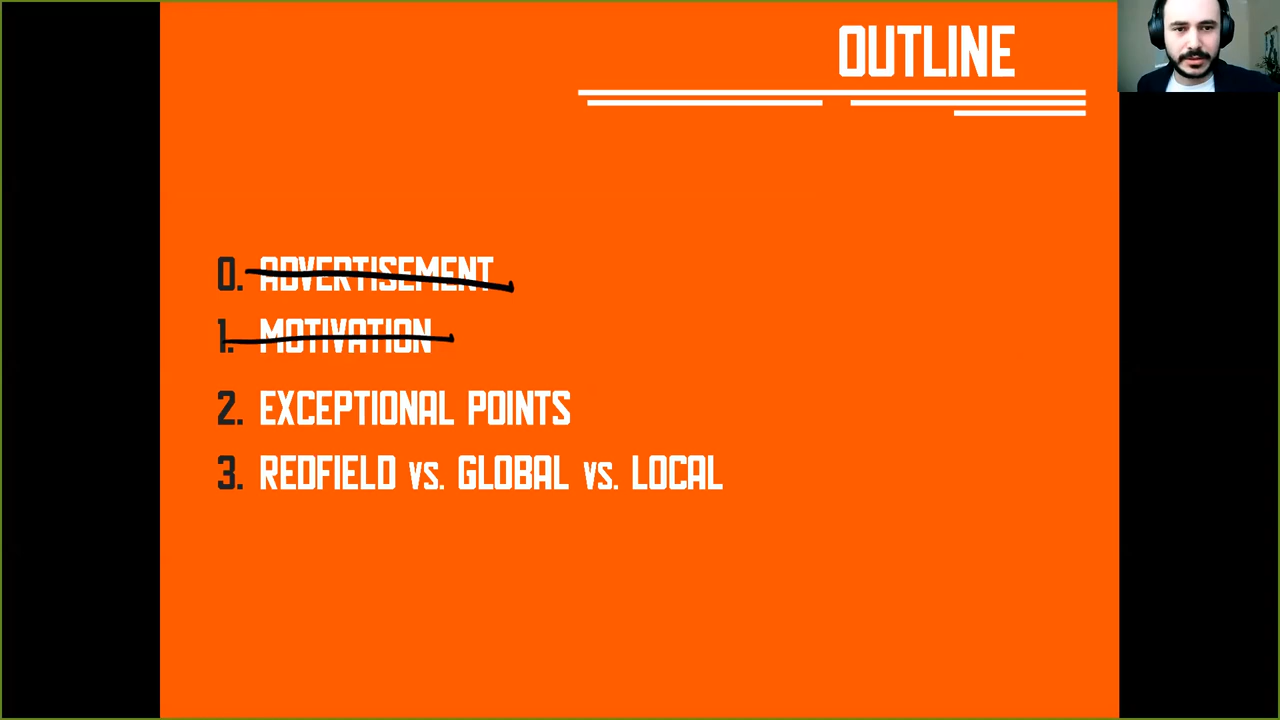 OUTLINE
0. ADVERTISEMENT
1. MOTIVATION
2. EXCEPTIONAL POINTS
3. REDFIELD vs. GLOBAL vs. LOCAL